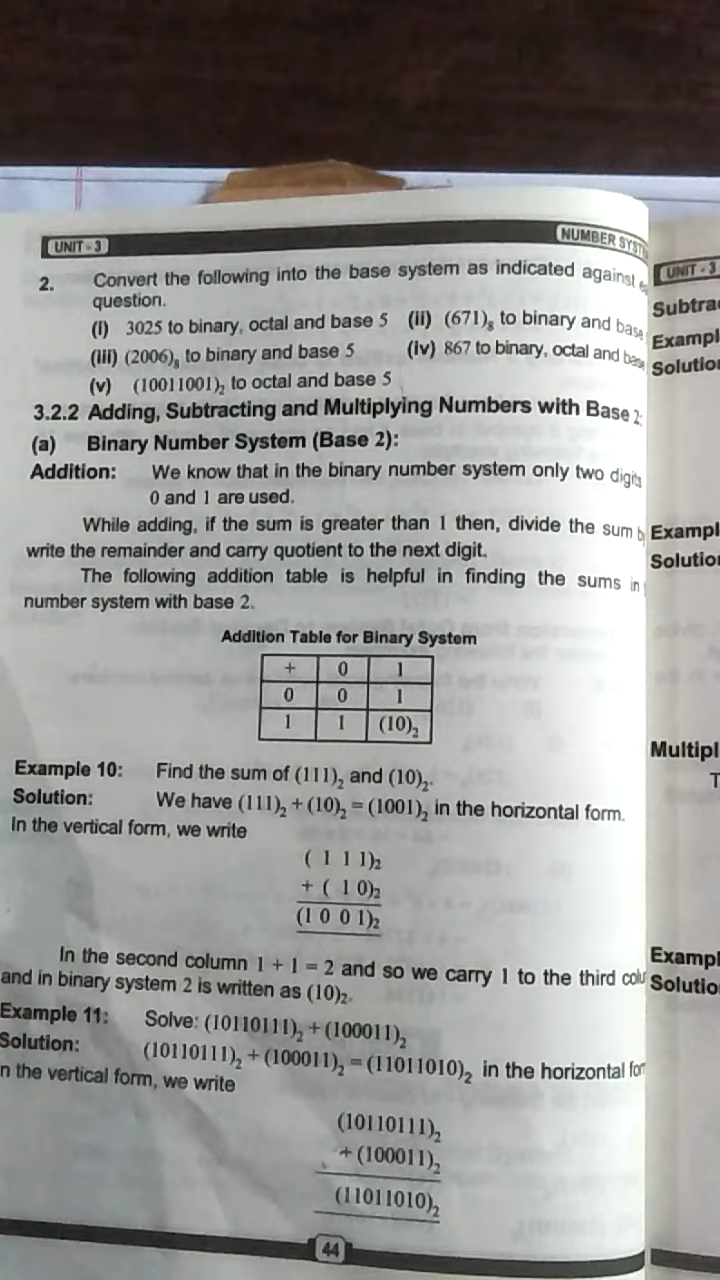 UNIT - 3
NUMBER
2. Convert the following into the base system as indicated against
question.
(i) 3025 to binary, octal and base 5 (ii) (671)₈ to binary and base
(iii) (2006)₈ to binary and base 5 (iv) 867 to binary, octal and base
(v) (10011001)₂ to octal and base 5
3.2.2 Adding, Subtracting and Multiplying Numbers with Base 2
(a) Binary Number System (Base 2):
Addition: We know that in the binary number system only two digits
0 and 1 are used.
While adding, if the sum is greater than 1 then, divide the sum
write the remainder and carry quotient to the next digit.
The following addition table is helpful in finding the sums in
number system with base 2.
Addition Table for Binary System
+ 0 1
0 0 1
1 1 (10)₂
Example 10: Find the sum of (111)₂ and (10)₂.
Solution: We have (111)₂ + (10)₂ = (1001)₂ in the horizontal form.
In the vertical form, we write
( 1 1 1)₂
+ ( 1 0)₂
(1 0 0 1)₂
In the second column 1 + 1 = 2 and so we carry 1 to the third
and in binary system 2 is written as (10)₂.
Example 11: Solve: (10110111)₂ + (100011)₂
Solution: (10110111)₂ + (100011)₂ = (11011010)₂ in the horizontal
n the vertical form, we write
(10110111)₂
+ (100011)₂
(11011010)₂
44
UNIT - 3
Subtra
Exampl
Solution
Exampl
Solution
Multipl
T
Exampl
Solutio